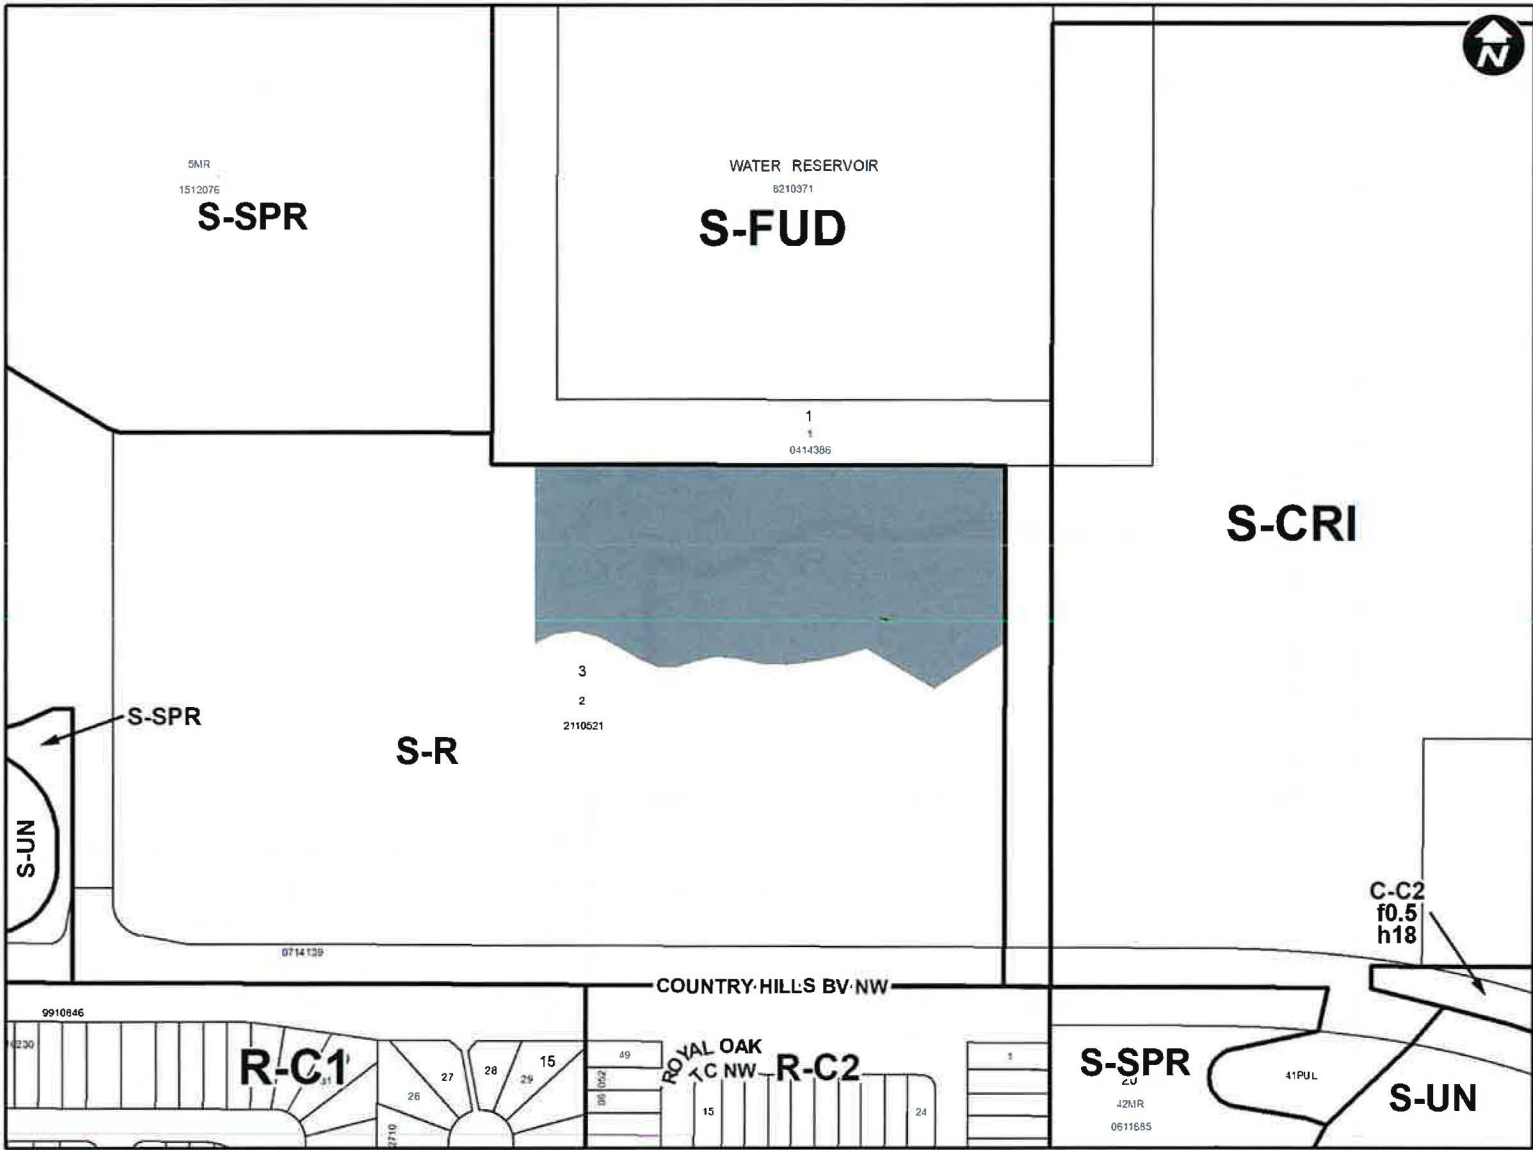 N
5MR
1512076
S-SPR
WATER RESERVOIR
8210371
S-FUD
1
1
0414386
S-CRI
3
2
2110521
S-SPR
S-R
S-UN
C-C2
f0.5
h18
0714139
COUNTRY HILLS BV NW
9910846
R-C1
27
28
15
29
26
49
ROYAL OAK
TC NW
R-C2
15
24
1
S-SPR
2U
42MR
0611685
41PUL
S-UN